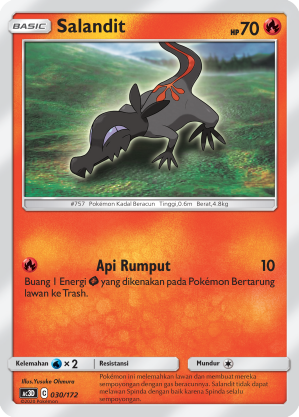 BASIC Salandit HP70
#757 Pokémon Kadal Beracun Tinggi,0.6m Berat,4.8kg
Api Rumput 10
Buang 1 Energi yang dikenakan pada Pokémon Bertarung
lawan ke Trash.
Kelemahan ×2 Resistansi Mundur
Illus.Yusuke Ohmura
Pokémon ini melemahkan lawan dan membuat mereka
sempoyongan dengan gas beracunnya. Salandit tidak dapat
sempoyongan Spinda dengan baik karena Spinda selalu
sempoyongan dalam kesehariannya.
C 030/172